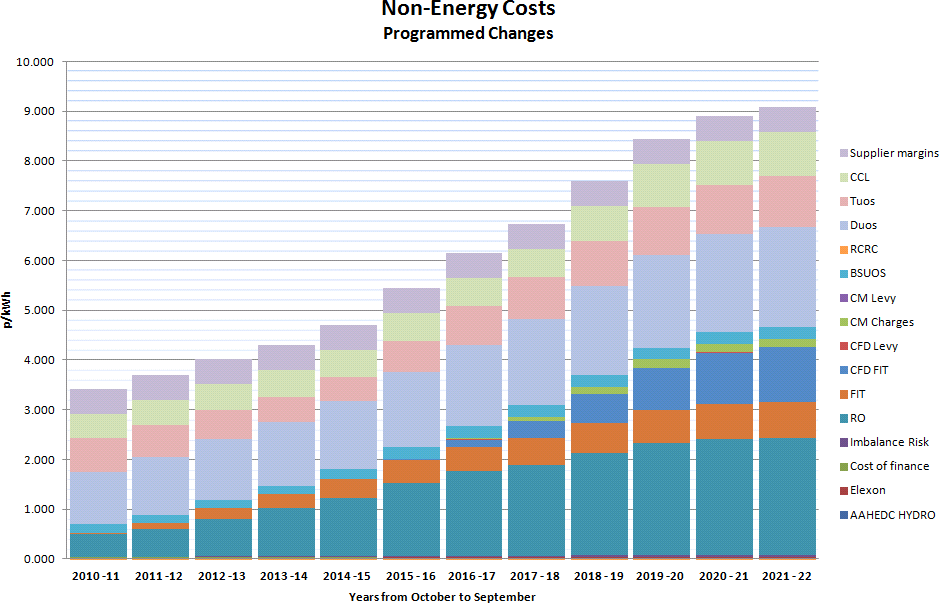 Non-Energy Costs
Programmed Changes
10.000
9.000
8.000
7.000
6.000
5.000
4.000
3.000
2.000
1.000
0.000
p/kWh
2010 -11
2011 -12
2012 -13
2013 -14
2014 -15
2015 - 16
2016 -17
2017 - 18
2018 - 19
2019 -20
2020 - 21
2021 - 22
Years from October to September
Supplier margins
CCL
Tuos
Duos
RCRC
BSUOS
CM Levy
CM Charges
CFD Levy
CFD FIT
FIT
RO
Imbalance Risk
Cost of finance
Elexon
AAHEDC HYDRO